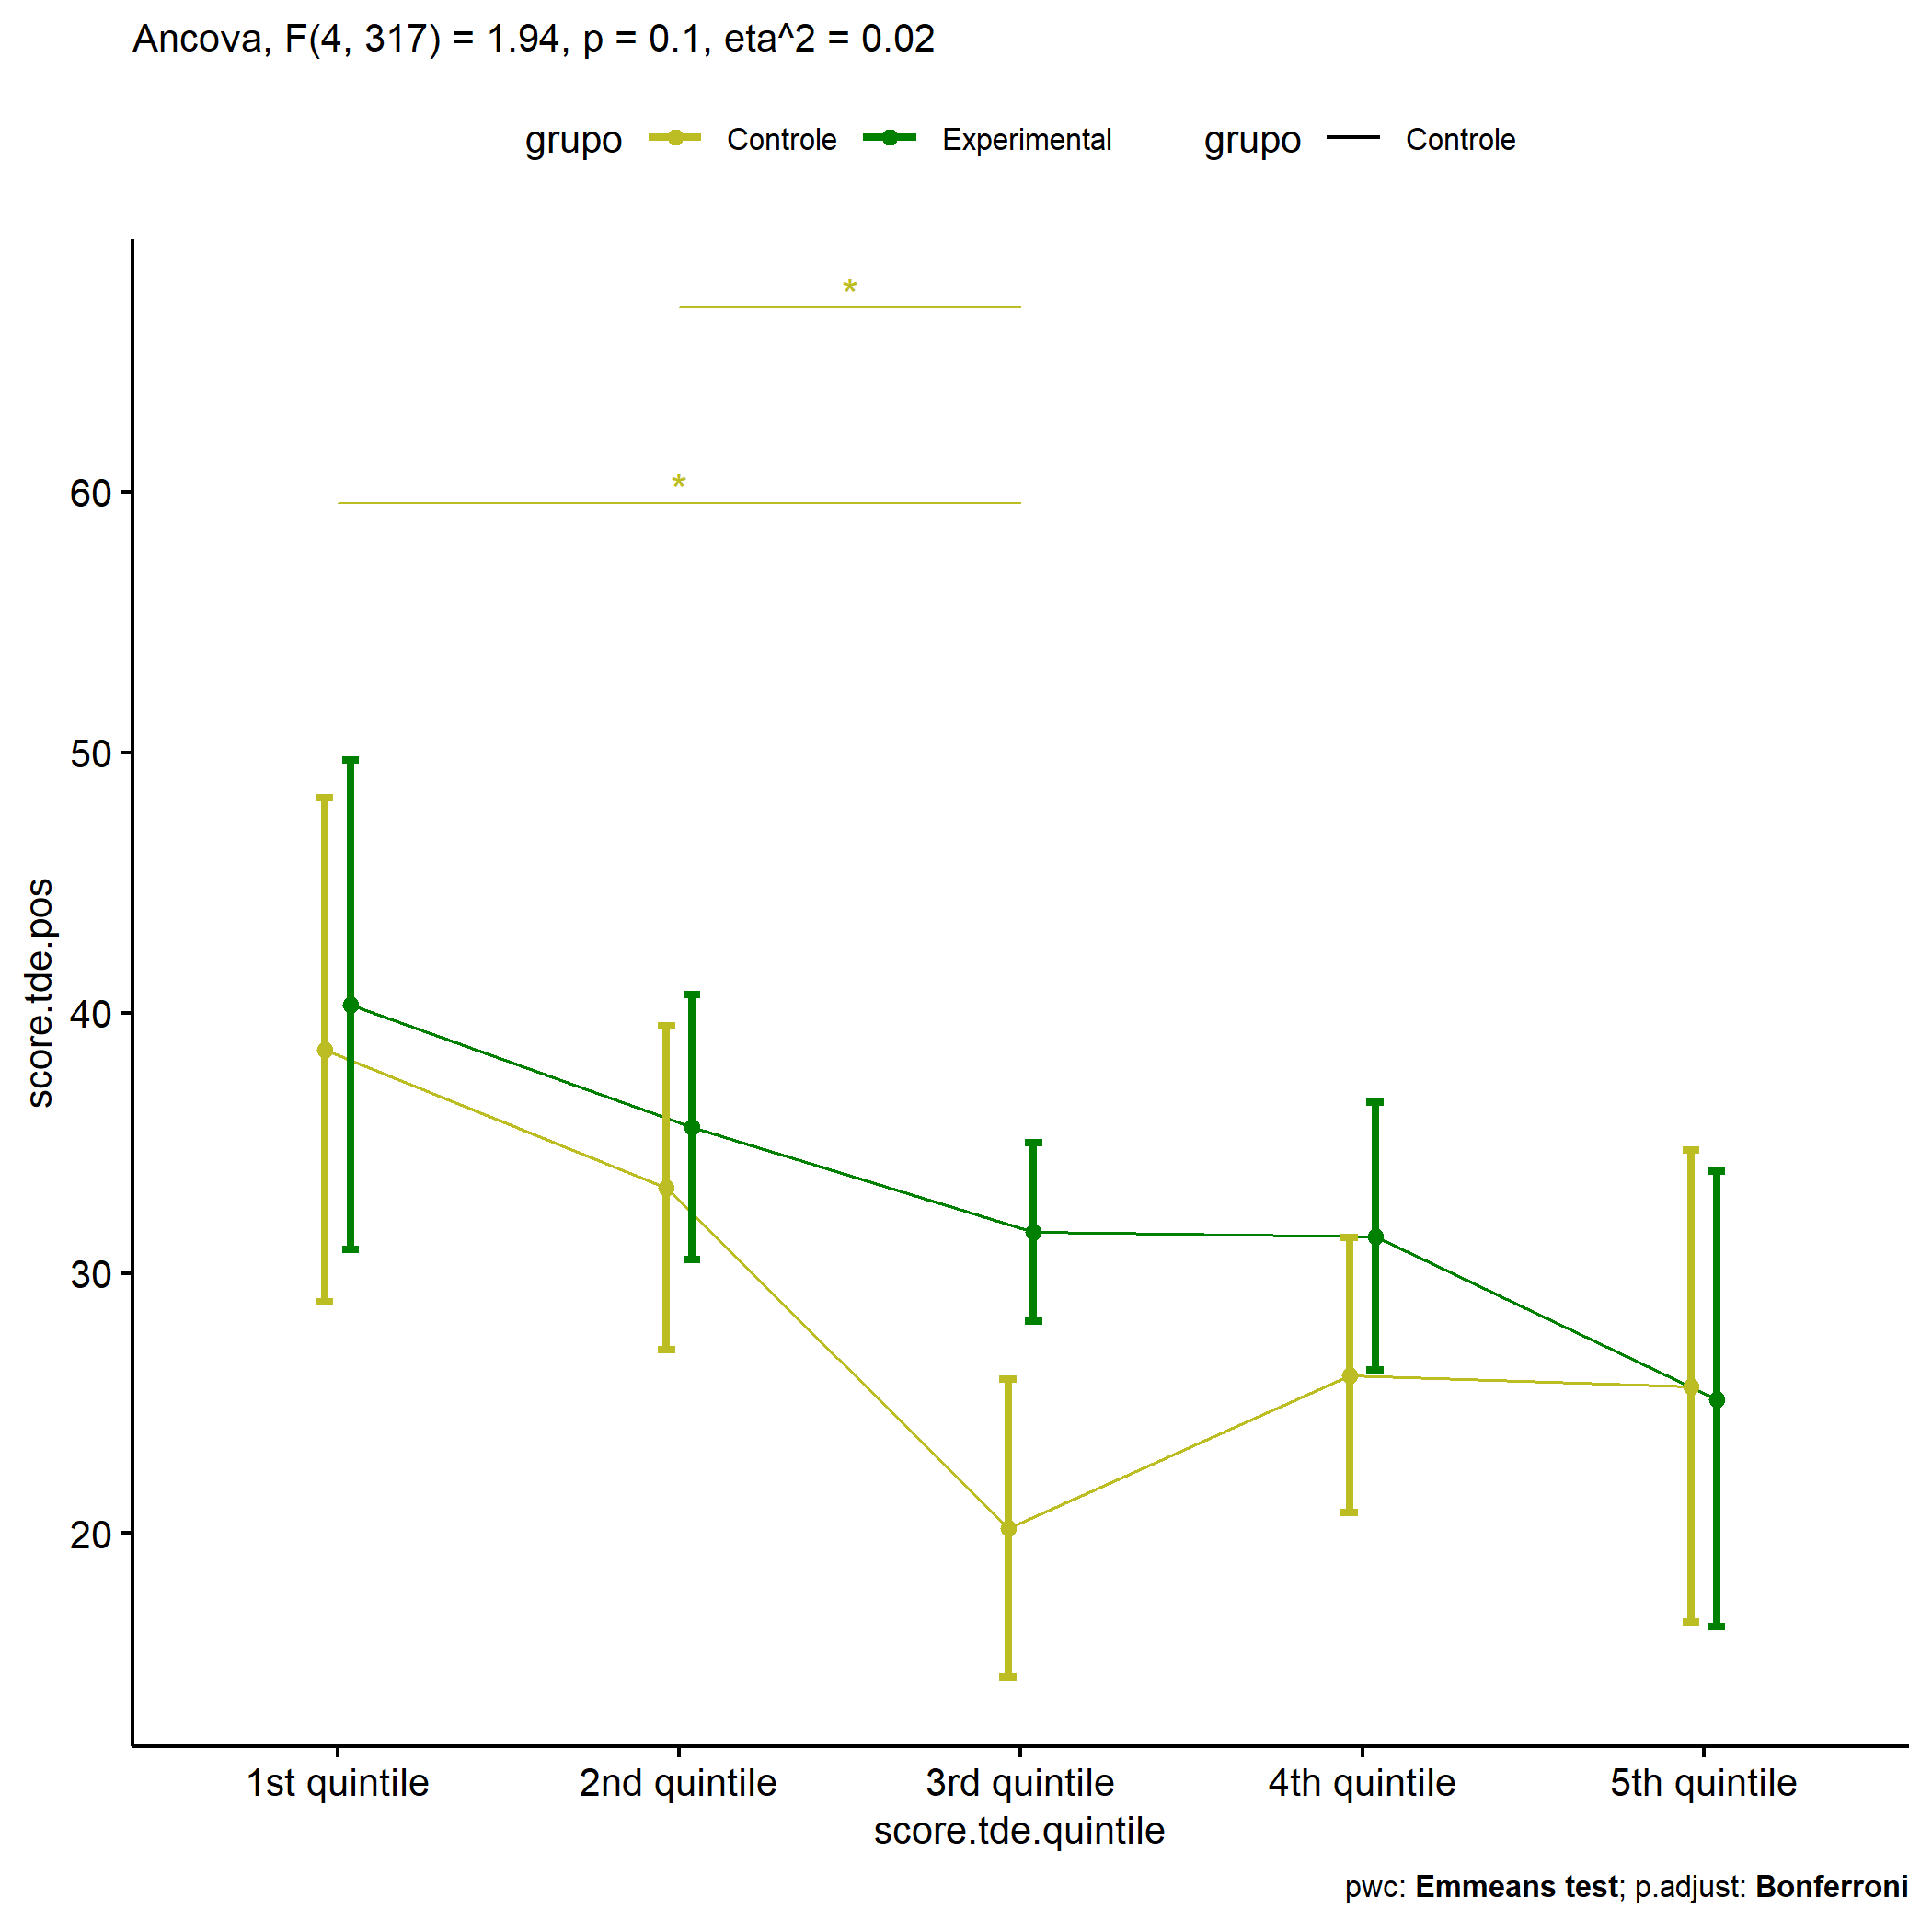 Ancova, F(4, 317) = 1.94, p = 0.1, eta^2 = 0.02
grupo Controle Experimental grupo Controle
*
*
60
50
40
30
20
score.tde.pos
1st quintile 2nd quintile 3rd quintile 4th quintile 5th quintile
score.tde.quintile
pwc: Emmeans test; p.adjust: Bonferroni